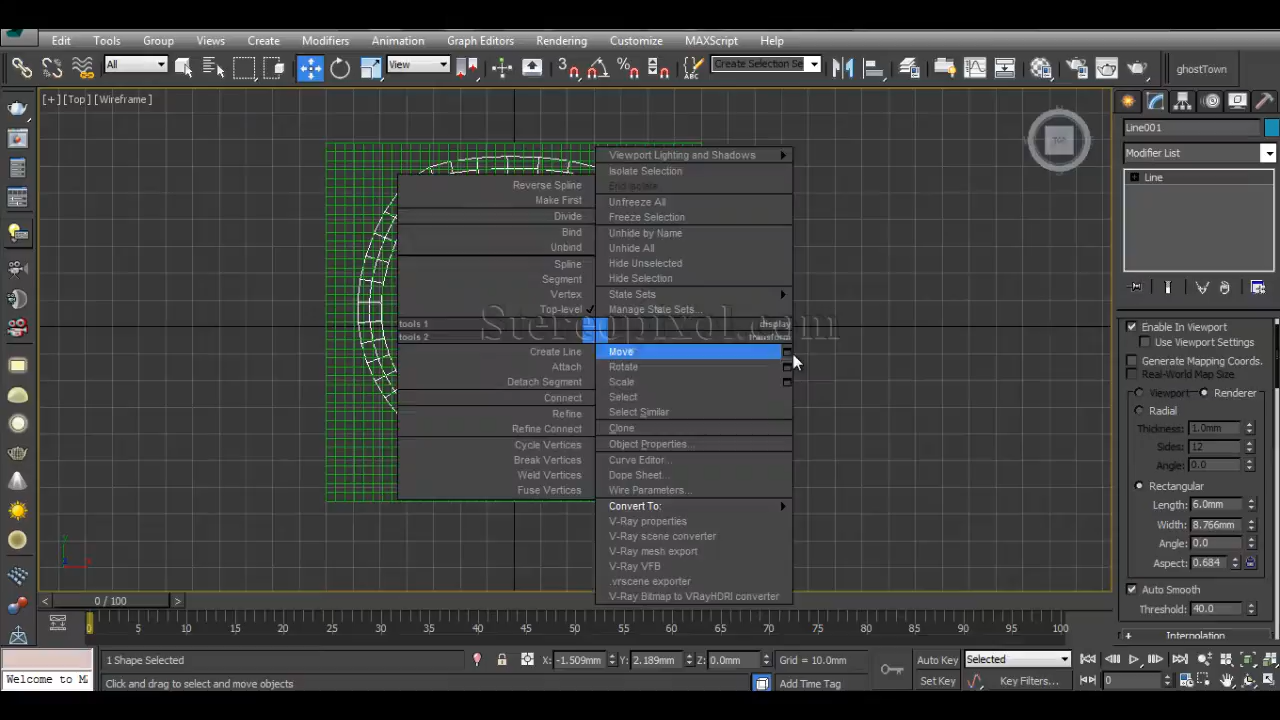 Edit Tools Group Views Create Modifiers Animation Graph Editors Rendering Customize MAXScript Help
All View Create Selection Se ghostTown
[+] [Top] [Wireframe]
TOP
Line001
Modifier List
Line
Viewport Lighting and Shadows
Isolate Selection
End Isolate
Unfreeze All
Freeze Selection
Unhide by Name
Unhide All
Hide Unselected
Hide Selection
State Sets
Manage State Sets...
display
transform
Reverse Spline
Make First
Divide
Bind
Unbind
Spline
Segment
Vertex
Top-level
tools 1
tools 2
Create Line
Attach
Detach Segment
Connect
Refine
Refine Connect
Cycle Vertices
Break Vertices
Weld Vertices
Fuse Vertices
Move
Rotate
Scale
Select
Select Similar
Clone
Object Properties...
Curve Editor...
Dope Sheet...
Wire Parameters...
Convert To:
V-Ray properties
V-Ray scene converter
V-Ray mesh export
V-Ray VFB
.vrscene exporter
V-Ray Bitmap to VRayHDRI converter
Stereopixol.com
Enable In Viewport
Use Viewport Settings
Generate Mapping Coords.
Real-World Map Size
Viewport Renderer
Radial
Thickness: 1.0mm
Sides: 12
Angle: 0.0
Rectangular
Length: 6.0mm
Width: 8.766mm
Angle: 0.0
Aspect: 0.684
Auto Smooth
Threshold: 40.0
Interpolation
0 / 100
0 5 10 15 20 25 30 35 40 45 50 55 60 65 70 75 80 85 90 95 100
1 Shape Selected X: -1.509mm Y: 2.189mm Z: 0.0mm Grid = 10.0mm Auto Key Selected
Welcome to M Click and drag to select and move objects Add Time Tag Set Key Key Filters... 0